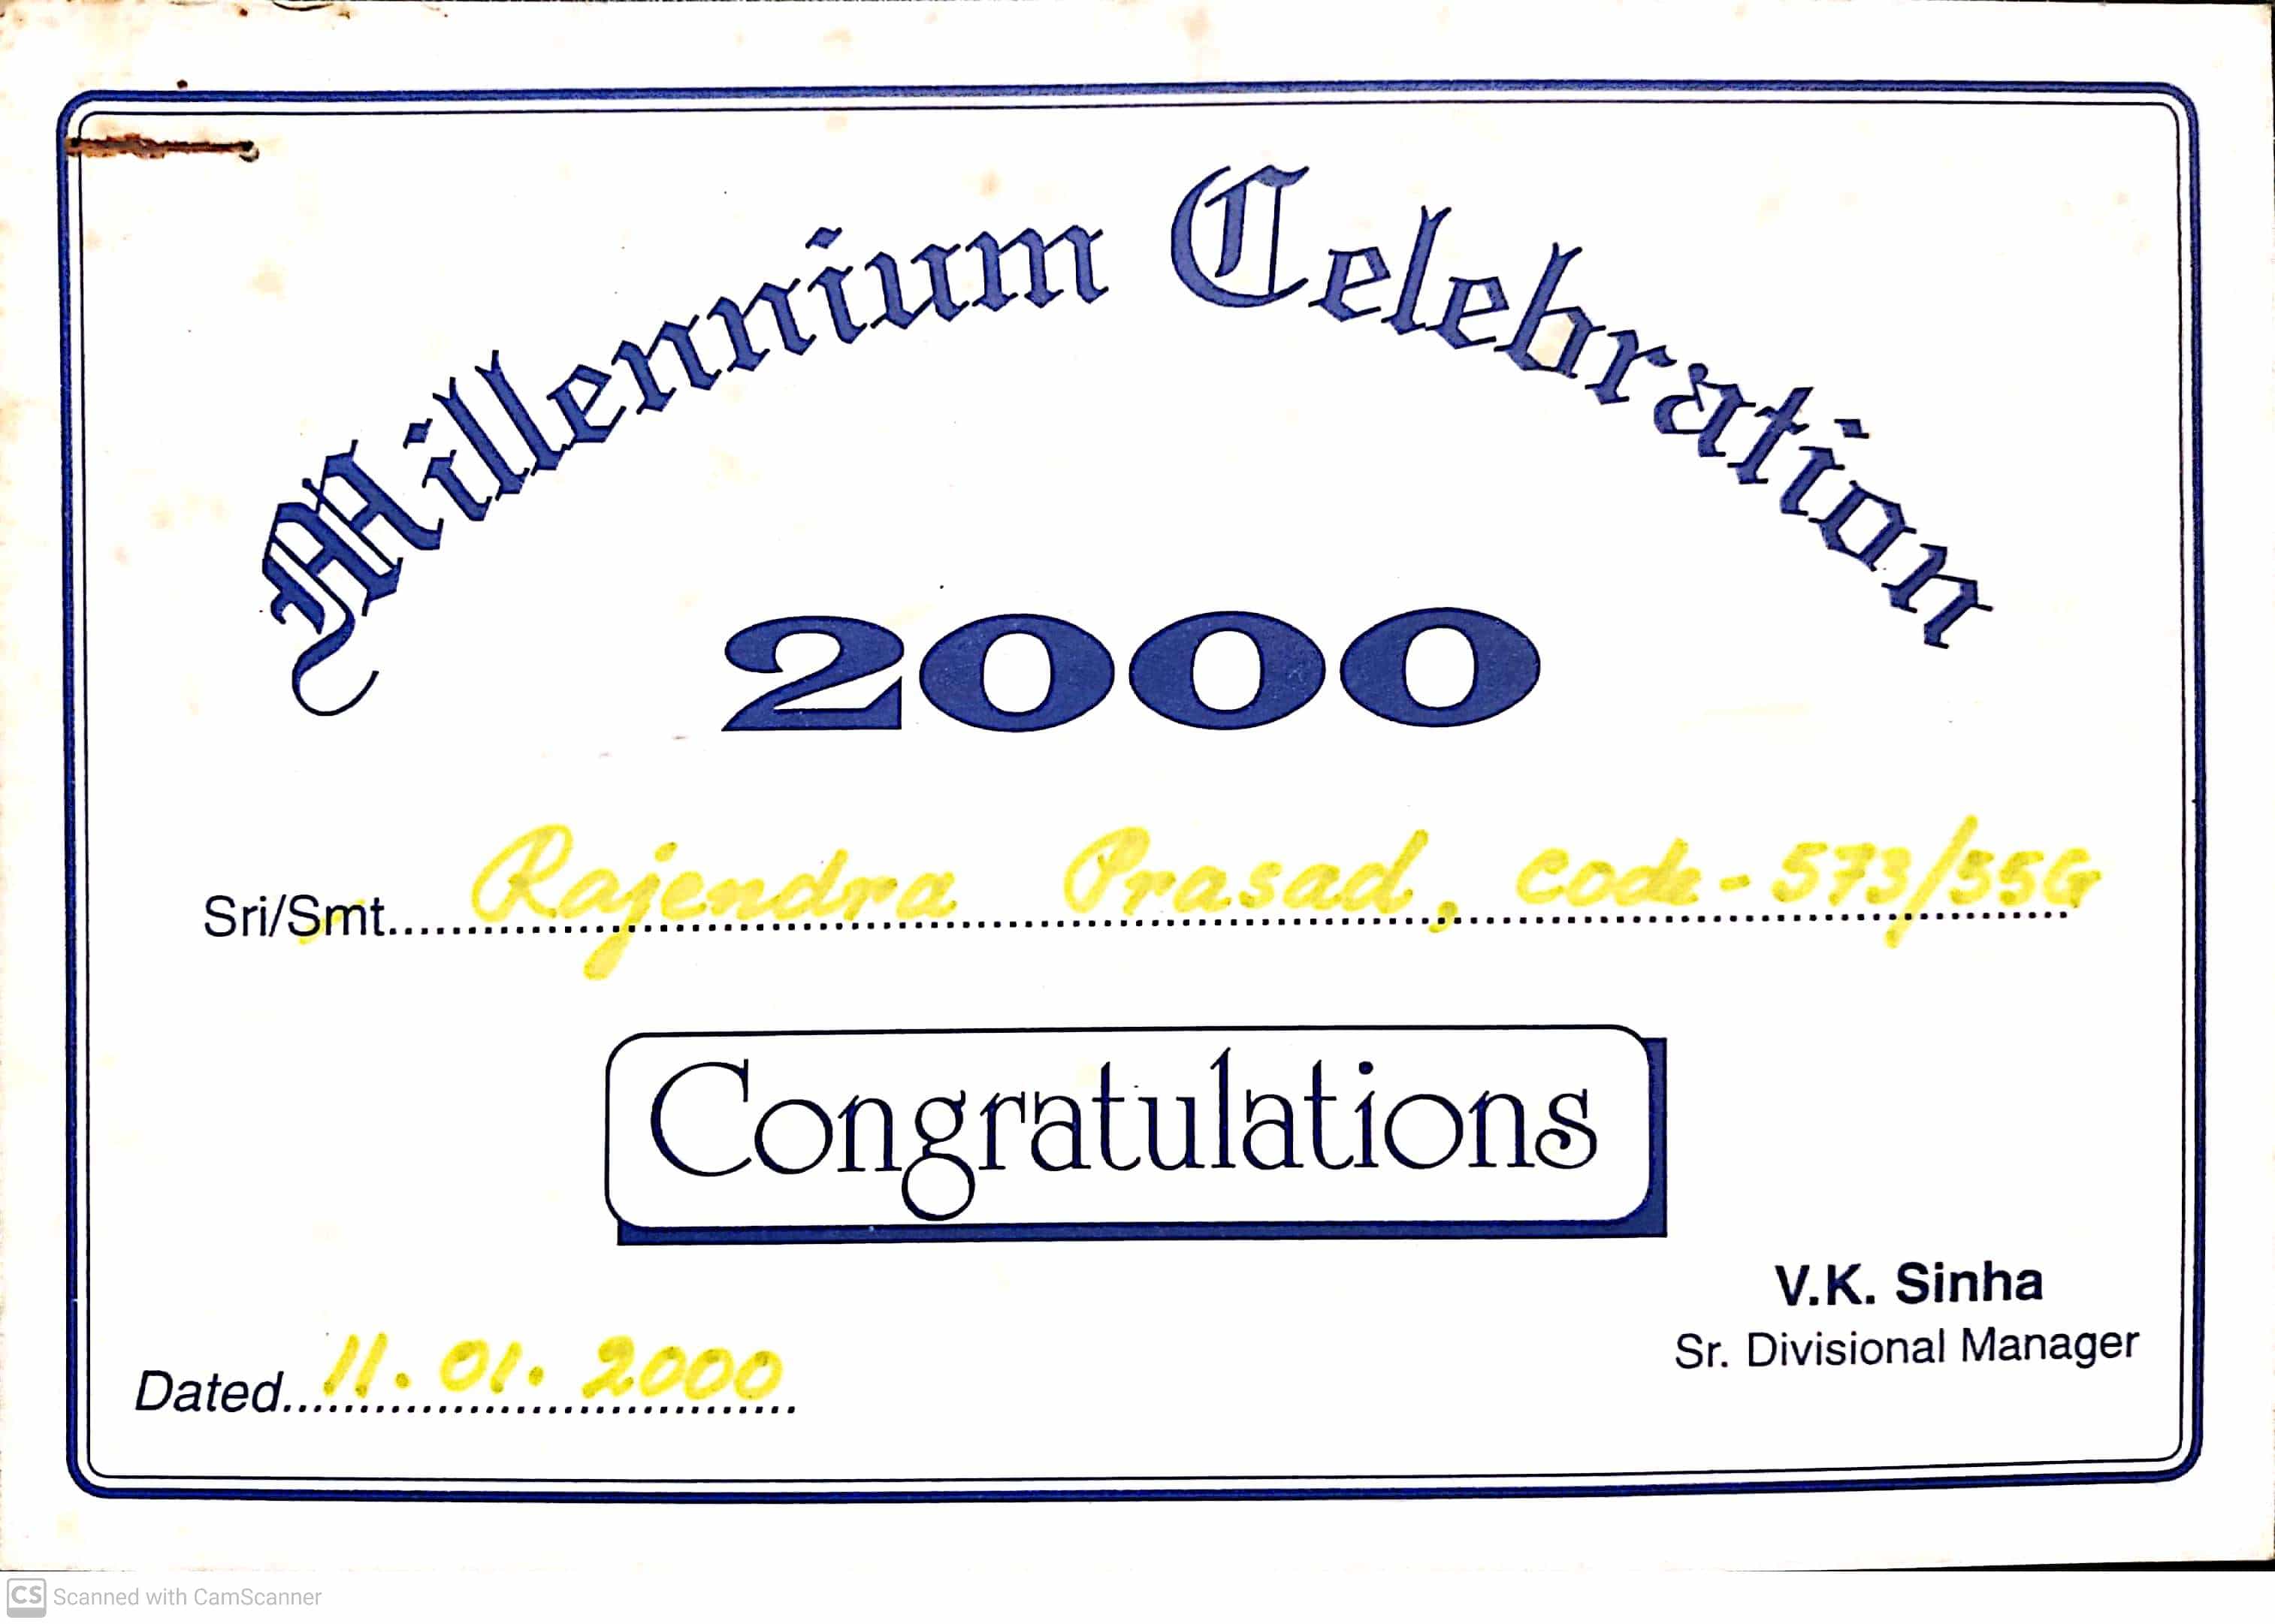 Millennium Celebration
2000
Sri/Smt. Rajendra Prasad, Code - 573/55G
Congratulations
V.K. Sinha
Sr. Divisional Manager
Dated 11. 01. 2000
CS Scanned with CamScanner